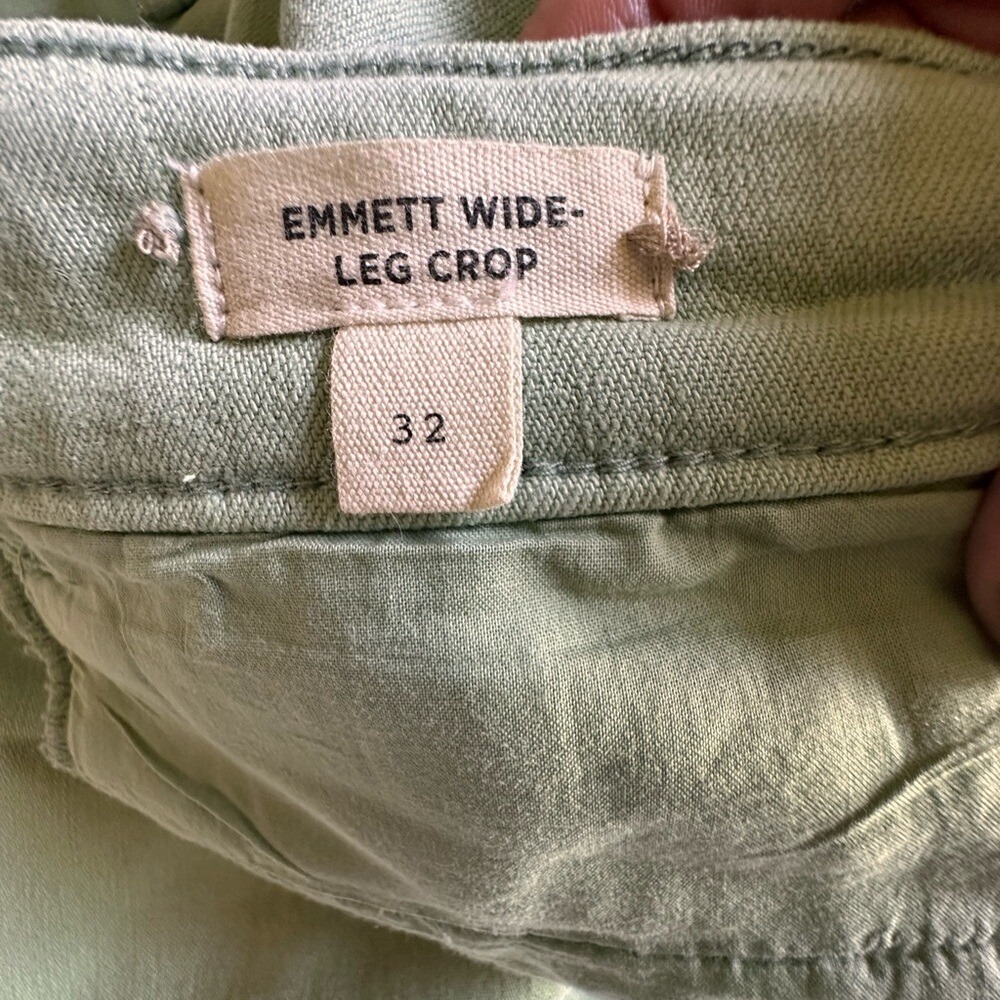 EMMETT WIDE-
LEG CROP
32